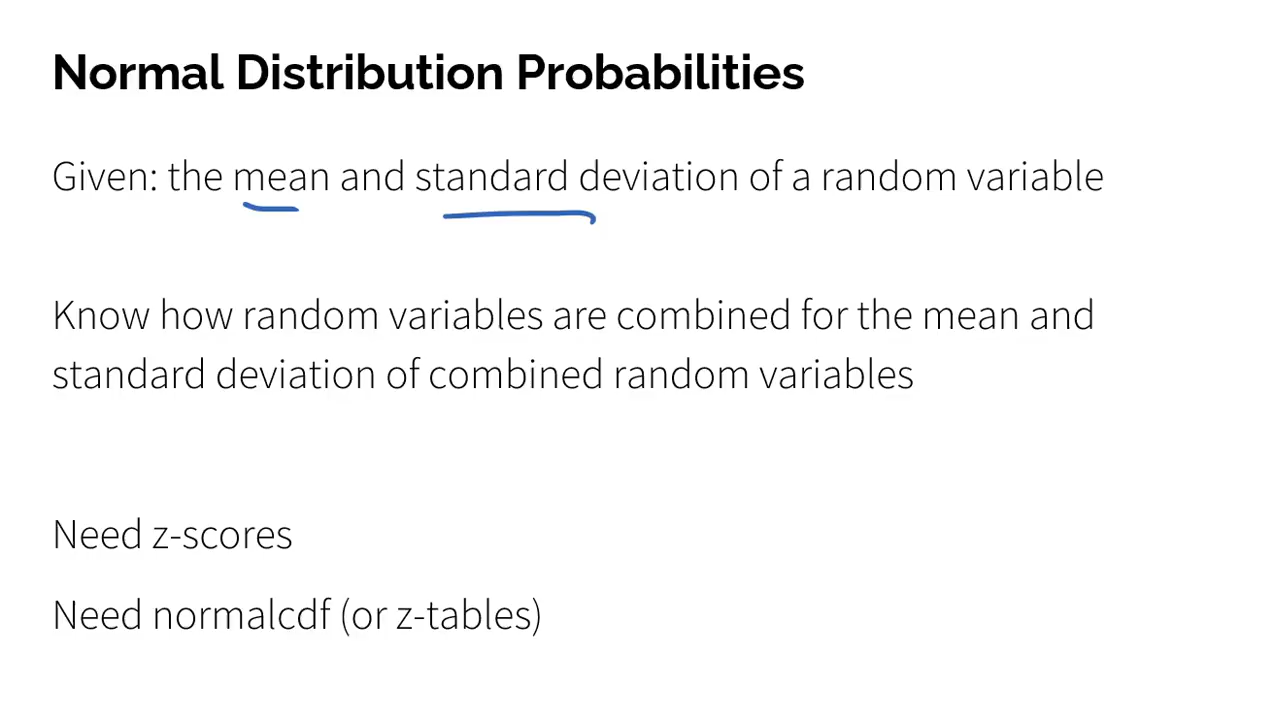 Normal Distribution Probabilities
Given: the mean and standard deviation of a random variable
Know how random variables are combined for the mean and
standard deviation of combined random variables
Need z-scores
Need normalcdf (or z-tables)